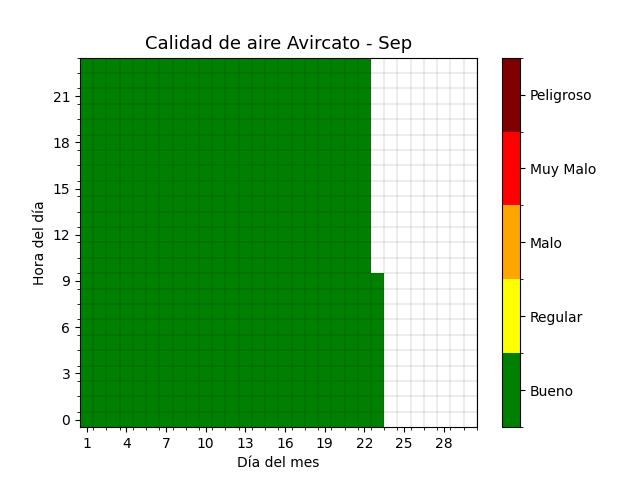 Calidad de aire Avircato - Sep
Hora del día
21
18
15
12
9
6
3
0
1 4 7 10 13 16 19 22 25 28
Día del mes
Peligroso
Muy Malo
Malo
Regular
Bueno